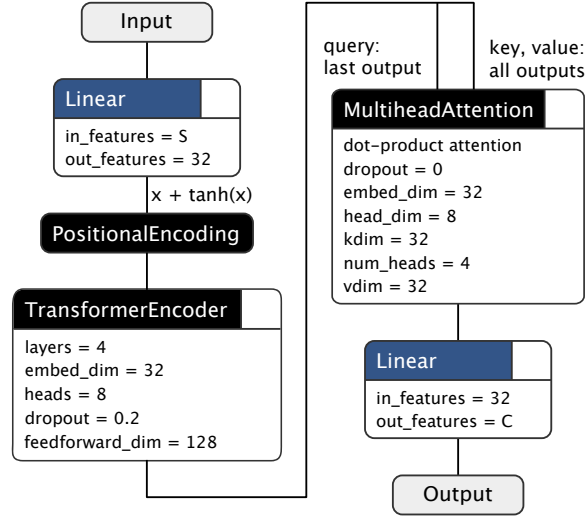 Input
Linear
in_features = S
out_features = 32
x + tanh(x)
PositionalEncoding
TransformerEncoder
layers = 4
embed_dim = 32
heads = 8
dropout = 0.2
feedforward_dim = 128
query:
last output
key, value:
all outputs
MultiheadAttention
dot-product attention
dropout = 0
embed_dim = 32
head_dim = 8
kdim = 32
num_heads = 4
vdim = 32
Linear
in_features = 32
out_features = C
Output